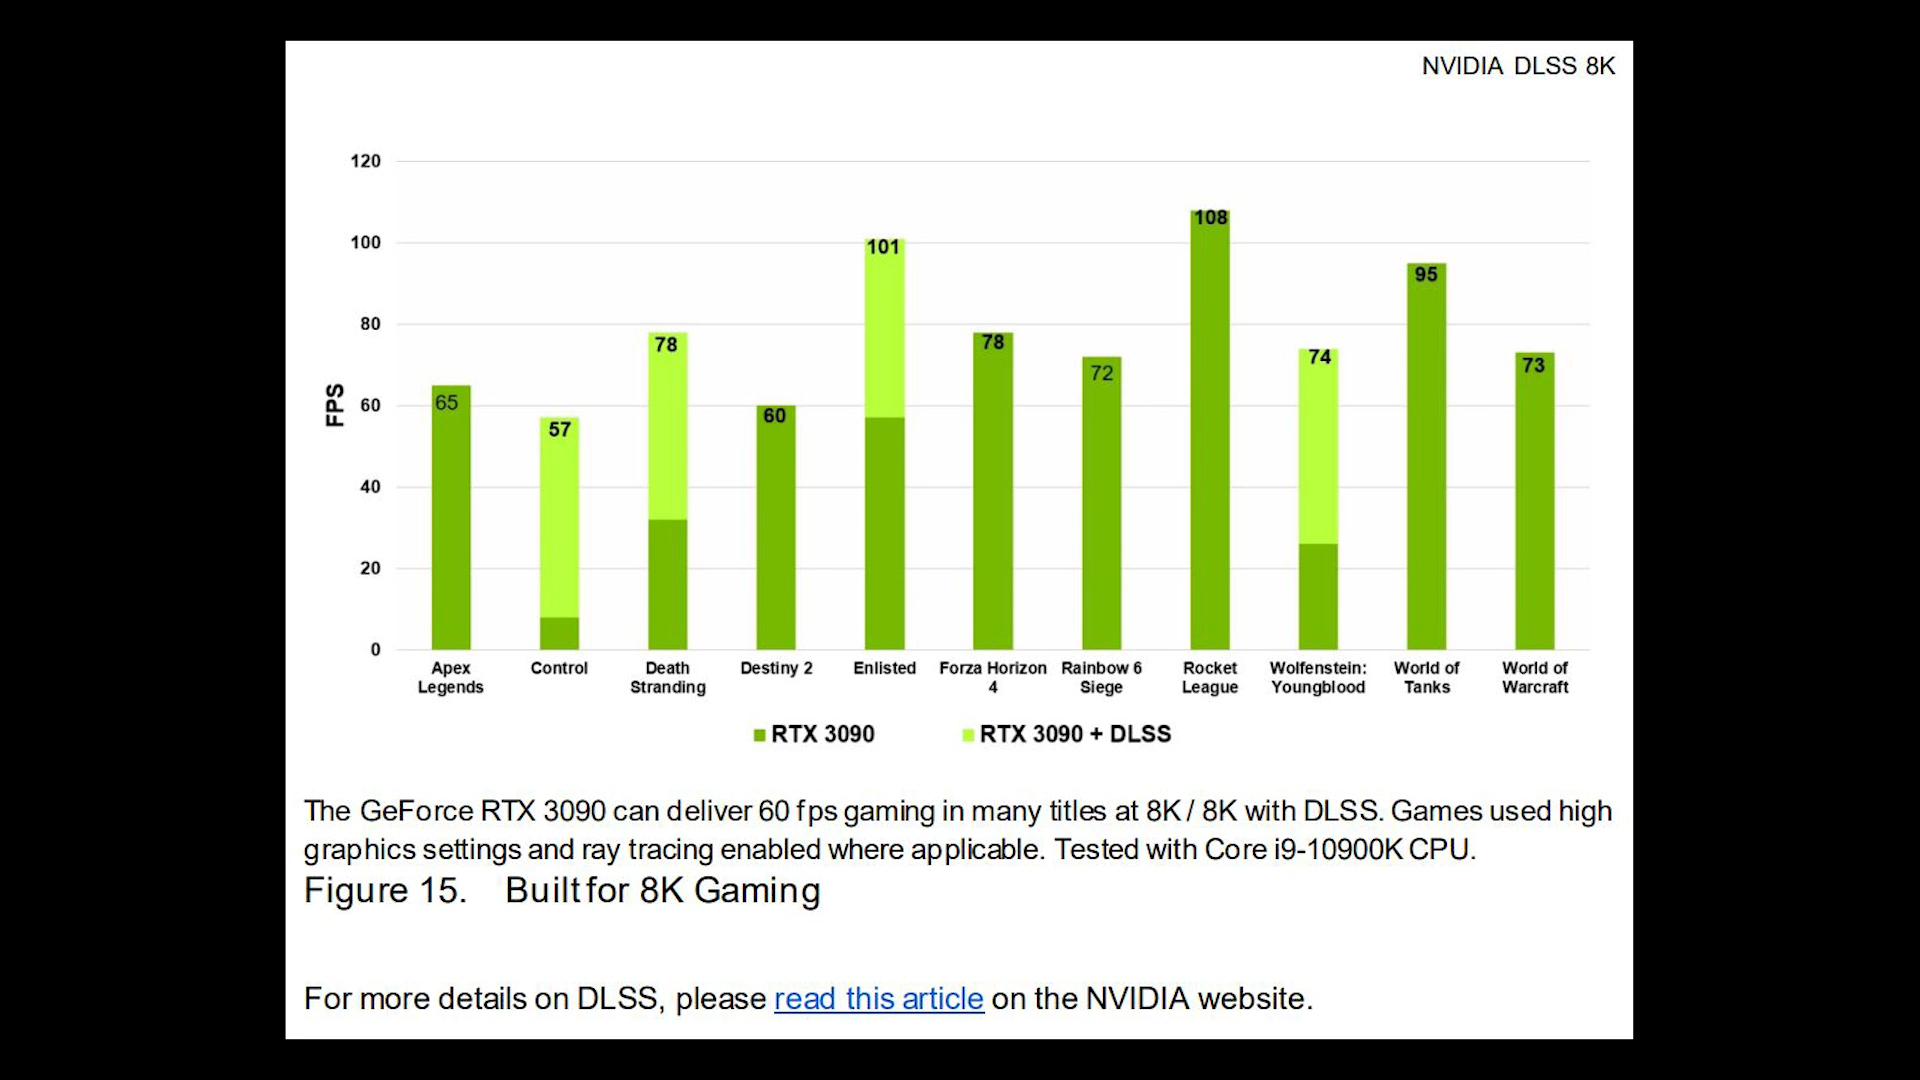 NVIDIA DLSS 8K
120
100
80
60
40
20
0
FPS
65
57
78
60
101
78
72
108
74
95
73
Apex Legends
Control
Death Stranding
Destiny 2
Enlisted
Forza Horizon 4
Rainbow 6 Siege
Rocket League
Wolfenstein: Youngblood
World of Tanks
World of Warcraft
RTX 3090
RTX 3090 + DLSS
The GeForce RTX 3090 can deliver 60 fps gaming in many titles at 8K / 8K with DLSS. Games used high
graphics settings and ray tracing enabled where applicable. Tested with Core i9-10900K CPU.
Figure 15. Built for 8K Gaming
For more details on DLSS, please read this article on the NVIDIA website.